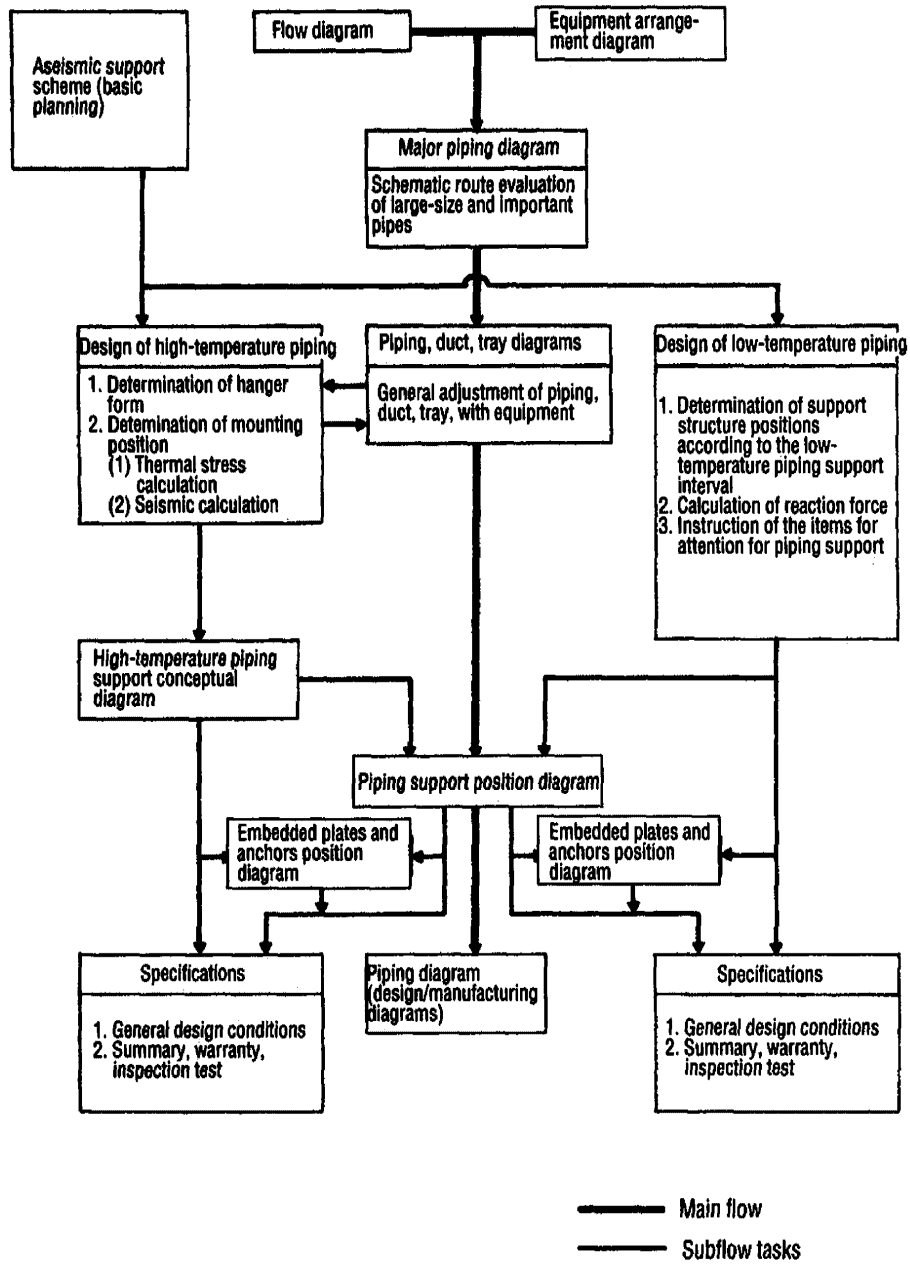 Aseismic support
scheme (basic
planning)
Flow diagram
Equipment arrange-
ment diagram
Major piping diagram
Schematic route evaluation
of large-size and important
pipes
Design of high-temperature piping
1. Determination of hanger
form
2. Detemination of mounting
position
(1) Thermal stress
calculation
(2) Seismic calculation
Piping, duct, tray diagrams
General adjustment of piping,
duct, tray, with equipment
Design of low-temperature piping
1. Determination of support
structure positions
according to the low-
temperature piping support
interval
2. Calculation of reaction force
3. Instruction of the items for
attention for piping support
High-temperature piping
support conceptual
diagram
Piping support position diagram
Embedded plates and
anchors position
diagram
Embedded plates and
anchors position
diagram
Specifications
1. General design conditions
2. Summary, warranty,
inspection test
Piping diagram
(design/manufacturing
diagrams)
Specifications
1. General design conditions
2. Summary, warranty,
inspection test
Main flow
Subflow tasks